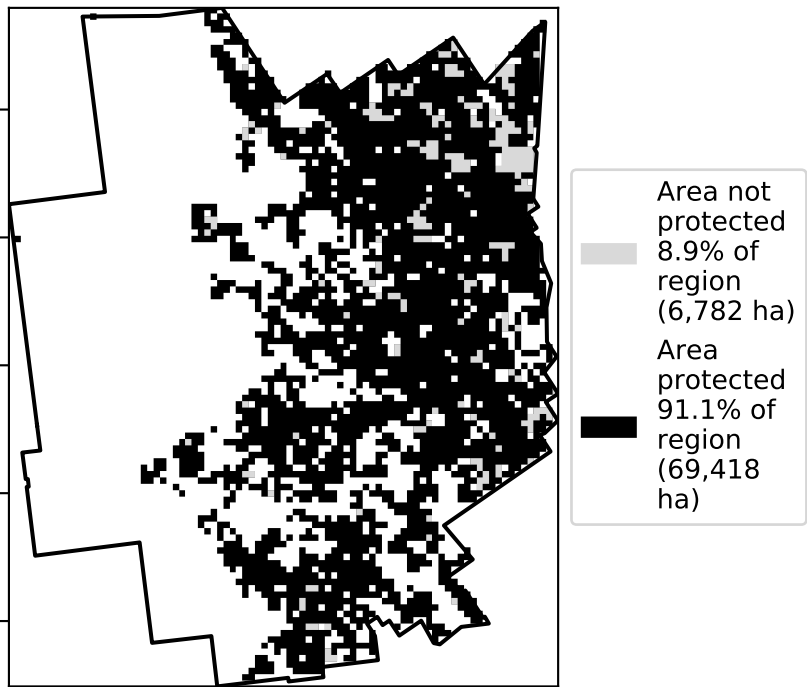 Area not
protected
8.9% of
region
(6,782 ha)
Area
protected
91.1% of
region
(69,418
ha)